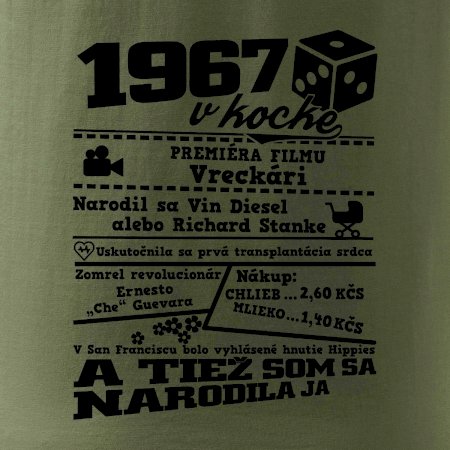 1967
v kocke
PREMIÉRA FILMU
Vreckári
Narodil sa Vin Diesel
alebo Richard Stanke
Uskutočnila sa prvá transplantácia srdca
Zomrel revolucionár
Ernesto
„Che“ Guevara
Nákup:
CHLIEB ... 2,60 KČS
MLIEKO ... 1,40 KČS
V San Franciscu bolo vyhlásené hnutie Hippies
A TIEŽ SOM SA
NARODILA JA